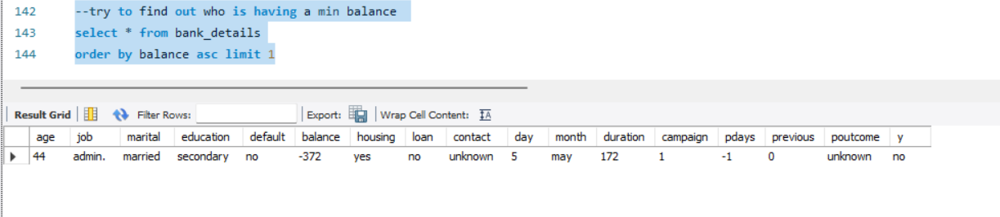 142 --try to find out who is having a min balance
143 select * from bank_details
144 order by balance asc limit 1
Result Grid Filter Rows: Export: Wrap Cell Content: IA
age job marital education default balance housing loan contact day month duration campaign pdays previous poutcome y
44 admin. married secondary no -372 yes no unknown 5 may 172 1 -1 0 unknown no